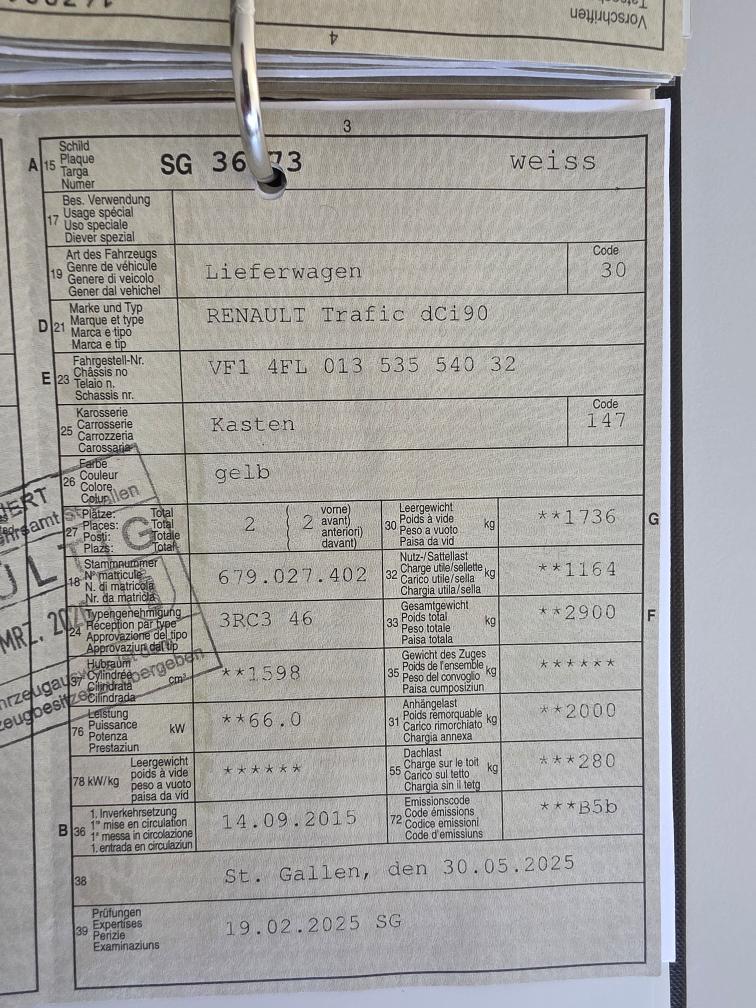 Vorschriften
4
3
A 15 Schild
Plaque
Targa
Numer
SG weiss
17 Bes. Verwendung
Usage spécial
Uso speciale
Diever spezial
19 Art des Fahrzeugs
Genre de véhicule
Genere di veicolo
Gener dal vehichel
Lieferwagen
Code
30
D 21 Marke und Typ
Marque et type
Marca e tipo
Marca e tip
RENAULT Trafic dCi90
E 23 Fahrgestell-Nr.
Châssis no
Telaio n.
Schassis nr.
VF1 4FL 013 535 540 32
25 Karosserie
Carrosserie
Carrozzeria
Carossaria
Kasten
Code
147
26 Farbe
Couleur
Colore
Colur
gelb
27 Plätze: Total
Places: Total
Posti: Totale
Plazs: Total
2 ( 2 vorne)
avant)
anteriori)
davant)
30 Leergewicht
Poids à vide
Peso a vuoto
Paisa da vid
kg
**1736
G
18 Stammnummer
N° matricule
N. di matricola
Nr. da matricla
679.027.402
32 Nutz-/Sattellast
Charge utile/sellette
Carico utile/sella
Chargia utila/sella
kg
**1164
24 Typengenehmigung
Réception par type
Approvazione del tipo
Approvaziun dal tip
3RC3 46
33 Gesamtgewicht
Poids total
Peso totale
Paisa totala
kg
**2900
F
37 Hubraum
Cylindrée
Cilindrata
Cilindrada
cm³
**1598
35 Gewicht des Zuges
Poids de l'ensemble
Peso del convoglio
Paisa cumposiziun
kg
******
76 Leistung
Puissance
Potenza
Prestaziun
kW
**66.0
31 Anhängelast
Poids remorquable
Carico rimorchiato
Chargia annexa
kg
**2000
78 kW/kg Leergewicht
poids à vide
peso a vuoto
paisa da vid
******
55 Dachlast
Charge sur le toit
Carico sul tetto
Chargia sin il tetg
kg
***280
B 36 1. Inverkehrsetzung
1re mise en circulation
1a messa in circolazione
1. entrada en circulaziun
14.09.2015
72 Emissionscode
Code émissions
Codice emissioni
Code d'emissiuns
***B5b
38 St. Gallen, den 30.05.2025
39 Prüfungen
Expertises
Perizie
Examinaziuns
19.02.2025 SG